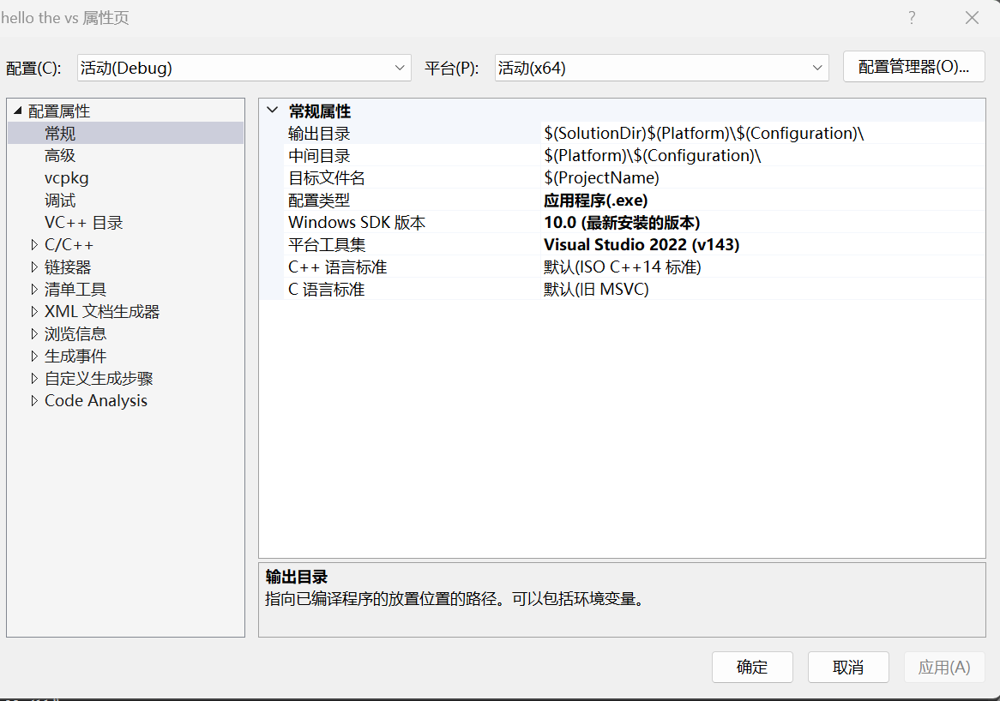 hello the vs 属性页
?
配置(C): 活动(Debug) 平台(P): 活动(x64) 配置管理器(O)...
配置属性
常规
高级
vcpkg
调试
VC++ 目录
C/C++
链接器
清单工具
XML 文档生成器
浏览信息
生成事件
自定义生成步骤
Code Analysis
常规属性
输出目录 $(SolutionDir)$(Platform)\$(Configuration)\
中间目录 $(Platform)\$(Configuration)\
目标文件名 $(ProjectName)
配置类型 应用程序(.exe)
Windows SDK 版本 10.0 (最新安装的版本)
平台工具集 Visual Studio 2022 (v143)
C++ 语言标准 默认(ISO C++14 标准)
C 语言标准 默认(旧 MSVC)
输出目录
指向已编译程序的放置位置的路径。可以包括环境变量。
确定 取消 应用(A)